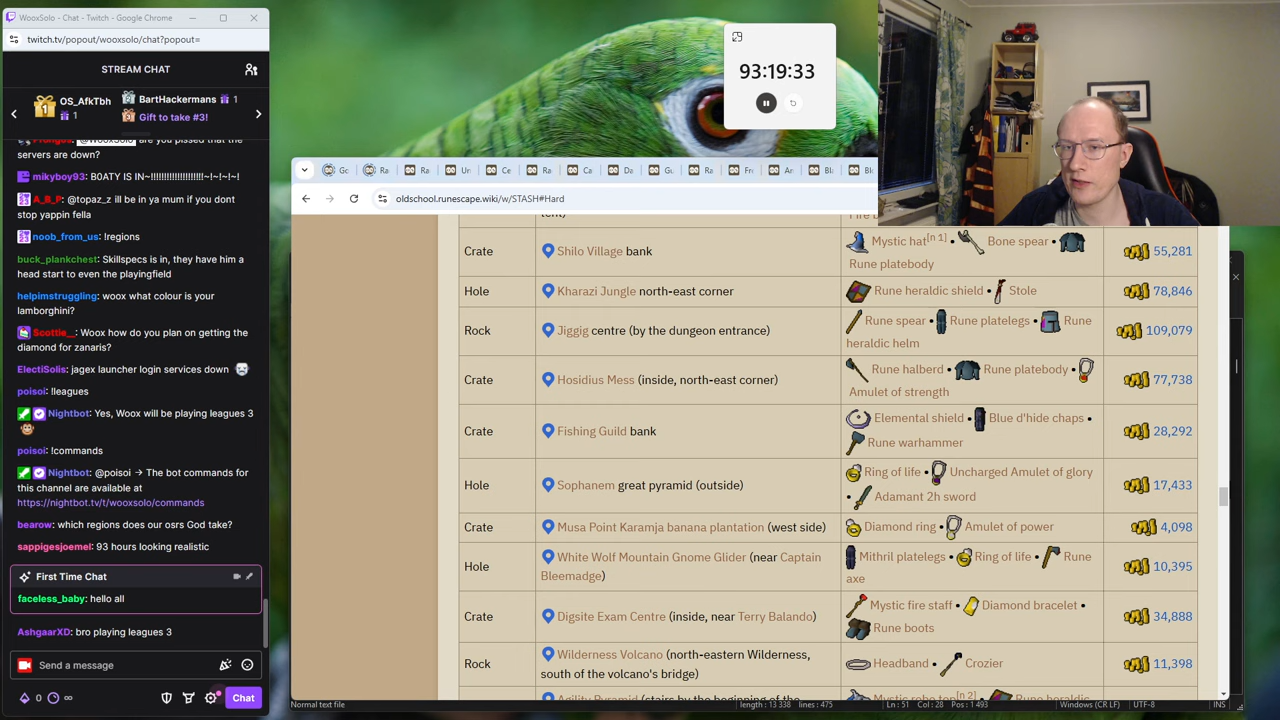 WooxSolo - Chat - Twitch - Google Chrome
twitch.tv/popout/wooxsolo/chat?popout=
STREAM CHAT
OS_AfkTbh
1
BartHackermans 1
Gift to take #3!
are you pissed that the
servers are down?
mikyboy93: B0ATY IS IN~!!!!!!!!!!!!!!!!!!!!!~!~!~!~!
A_B_P: @topaz_z ill be in ya mum if you dont
stop yappin fella
noob_from_us: !regions
buck_plankchest: Skillspecs is in, they have him a
head start to even the playingfield
helpimstruggling: woox what colour is your
lamborghini?
Scottie__: Woox how do you plan on getting the
diamond for zanaris?
ElectiSolis: jagex launcher login services down
poisoi: !leagues
Nightbot: Yes, Woox will be playing leagues 3
poisoi: !commands
Nightbot: @poisoi -> The bot commands for
this channel are available at
https://nightbot.tv/t/wooxsolo/commands
bearow: which regions does our osrs God take?
sappigesjoemel: 93 hours looking realistic
First Time Chat
faceless_baby: hello all
AshgaarXD: bro playing leagues 3
Send a message
0 ∞
Chat
93:19:33
oldschool.runescape.wiki/w/STASH#Hard
Crate Shilo Village bank Mystic hat[n 1] • Bone spear • Rune platebody 55,281
Hole Kharazi Jungle north-east corner Rune heraldic shield • Stole 78,846
Rock Jiggig centre (by the dungeon entrance) Rune spear • Rune platelegs • Rune heraldic helm 109,079
Crate Hosidius Mess (inside, north-east corner) Rune halberd • Rune platebody • Amulet of strength 77,738
Crate Fishing Guild bank Elemental shield • Blue d'hide chaps • Rune warhammer 28,292
Hole Sophanem great pyramid (outside) Ring of life • Uncharged Amulet of glory • Adamant 2h sword 17,433
Crate Musa Point Karamja banana plantation (west side) Diamond ring • Amulet of power 4,098
Hole White Wolf Mountain Gnome Glider (near Captain Bleemadge) Mithril platelegs • Ring of life • Rune axe 10,395
Crate Digsite Exam Centre (inside, near Terry Balando) Mystic fire staff • Diamond bracelet • Rune boots 34,888
Rock Wilderness Volcano (north-eastern Wilderness, south of the volcano's bridge) Headband • Crozier 11,398
Normal text file length : 13 338 lines : 475 Ln : 51 Col : 28 Pos : 1 493 Windows (CR LF) UTF-8 INS